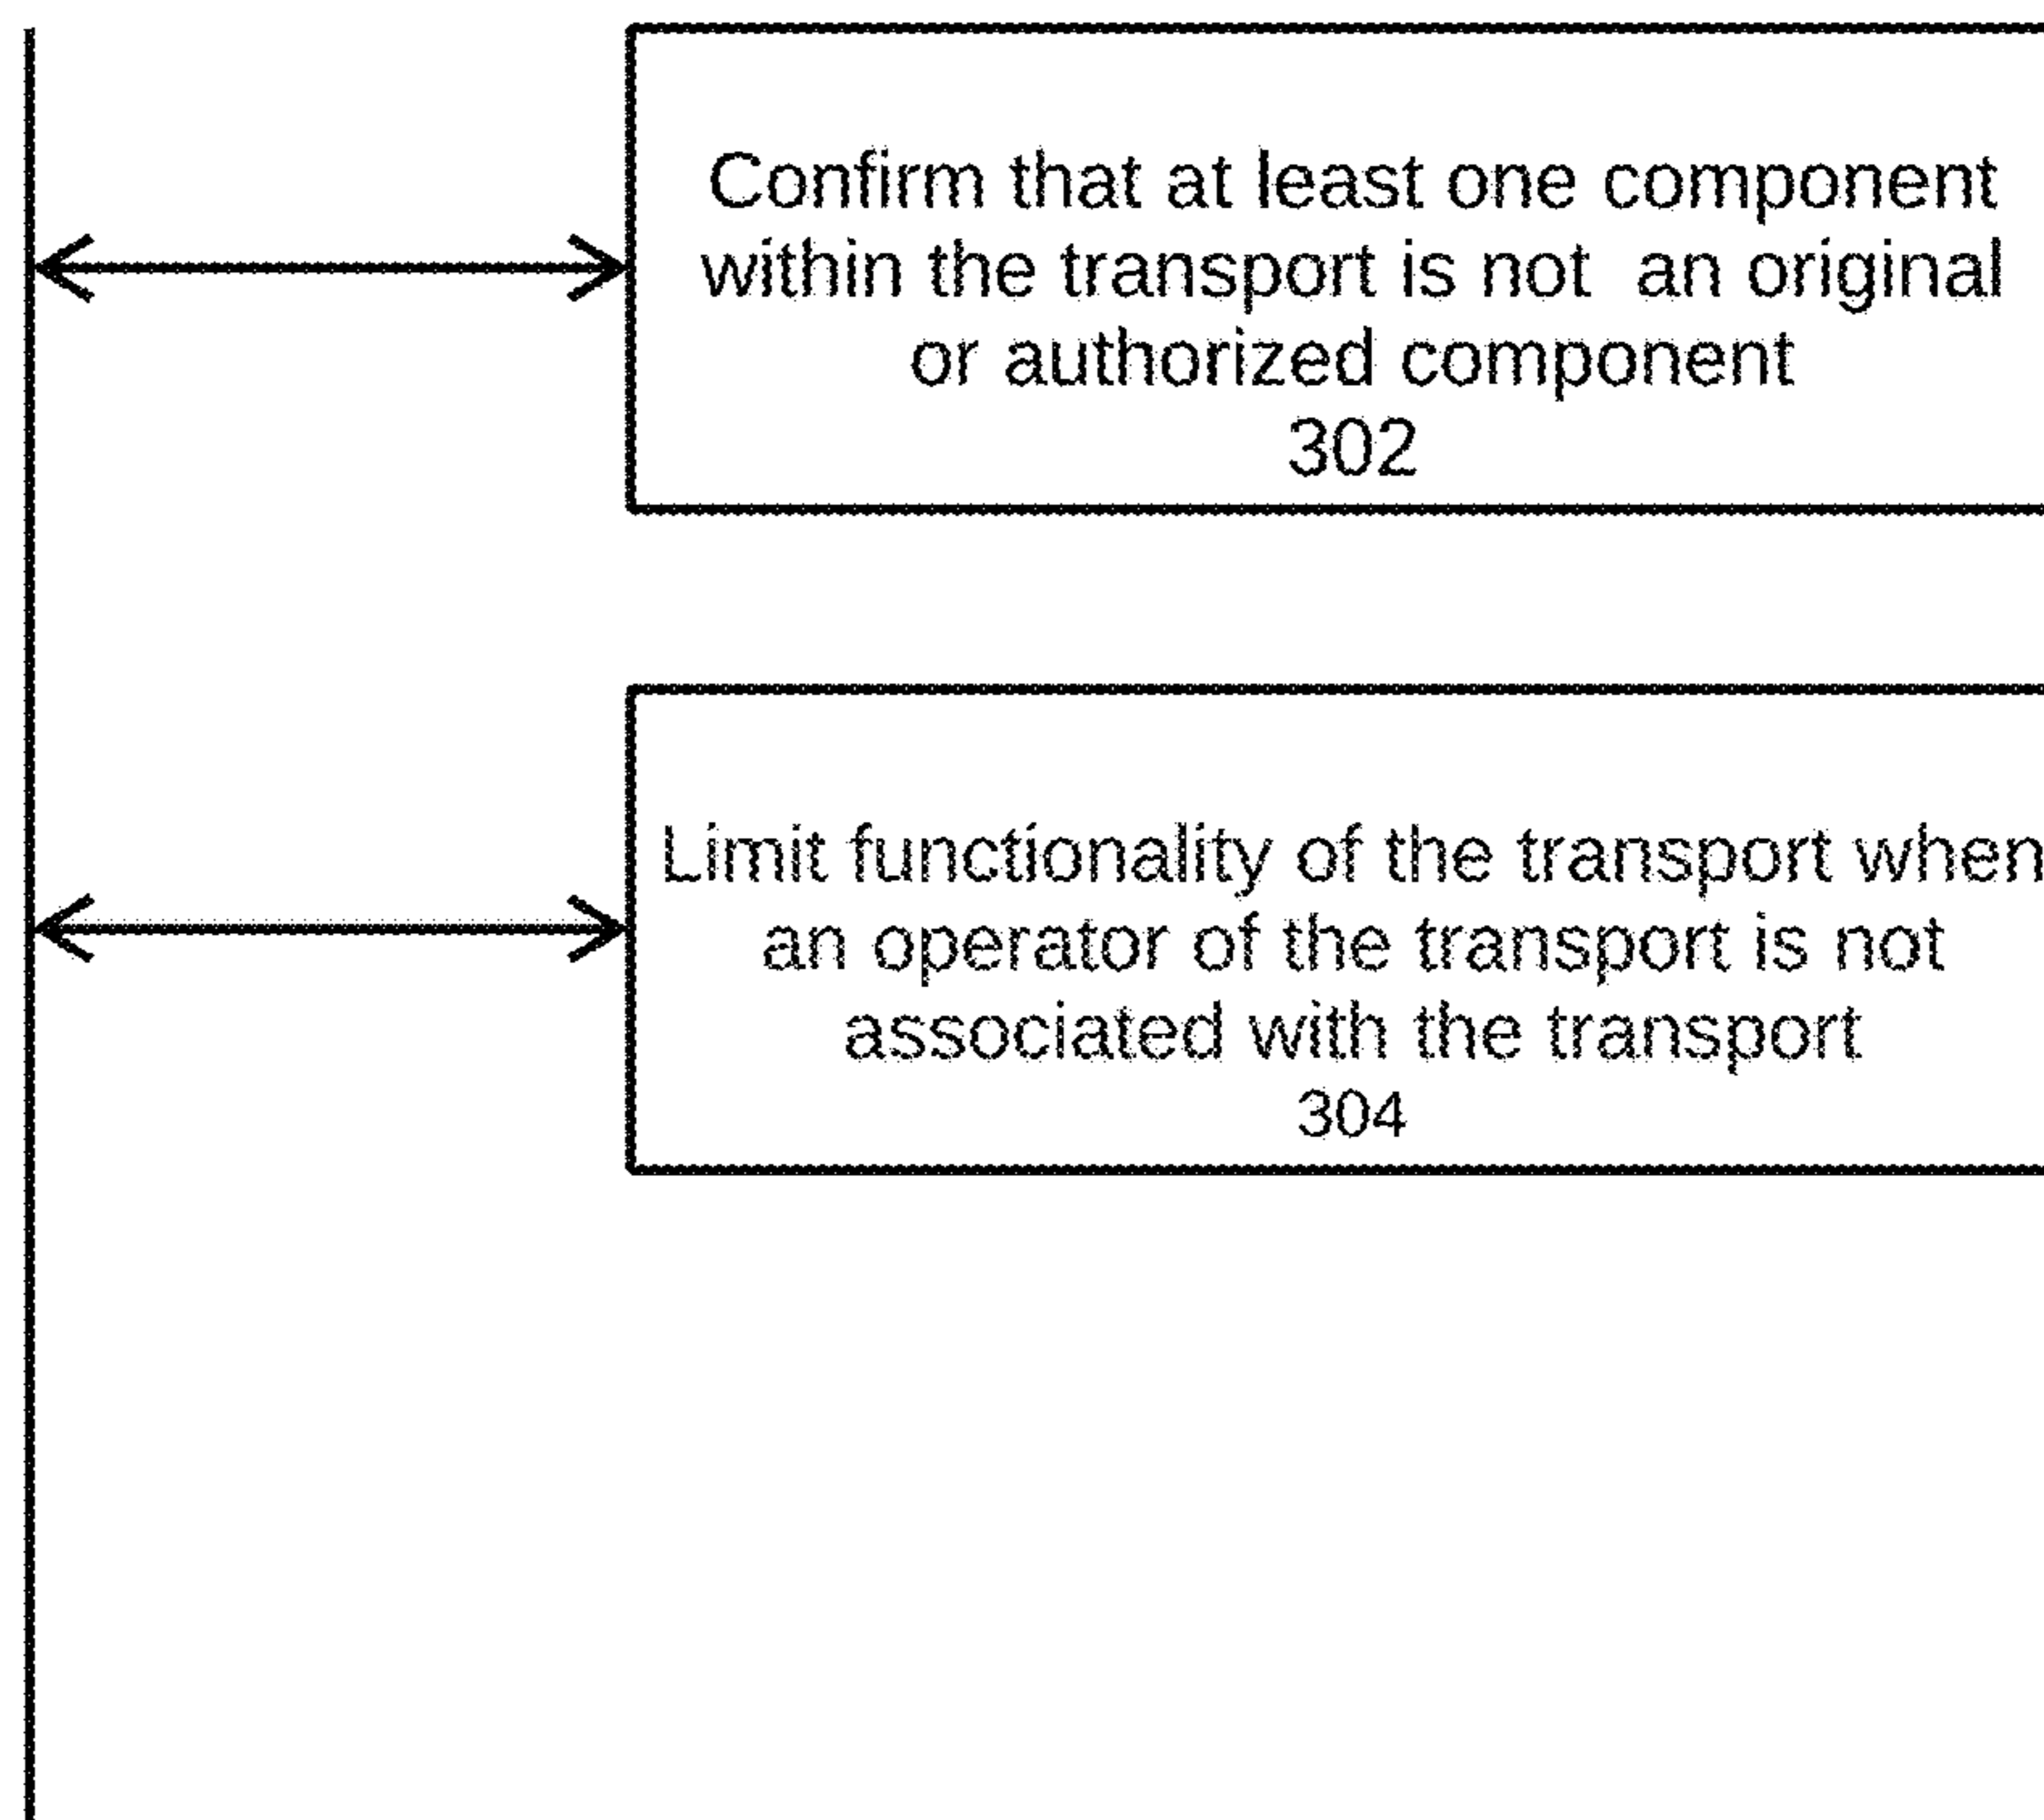 Confirm that at least one component
within the transport is not  an original
or authorized component
302
Limit functionality of the transport when
an operator of the transport is not
associated with the transport
304